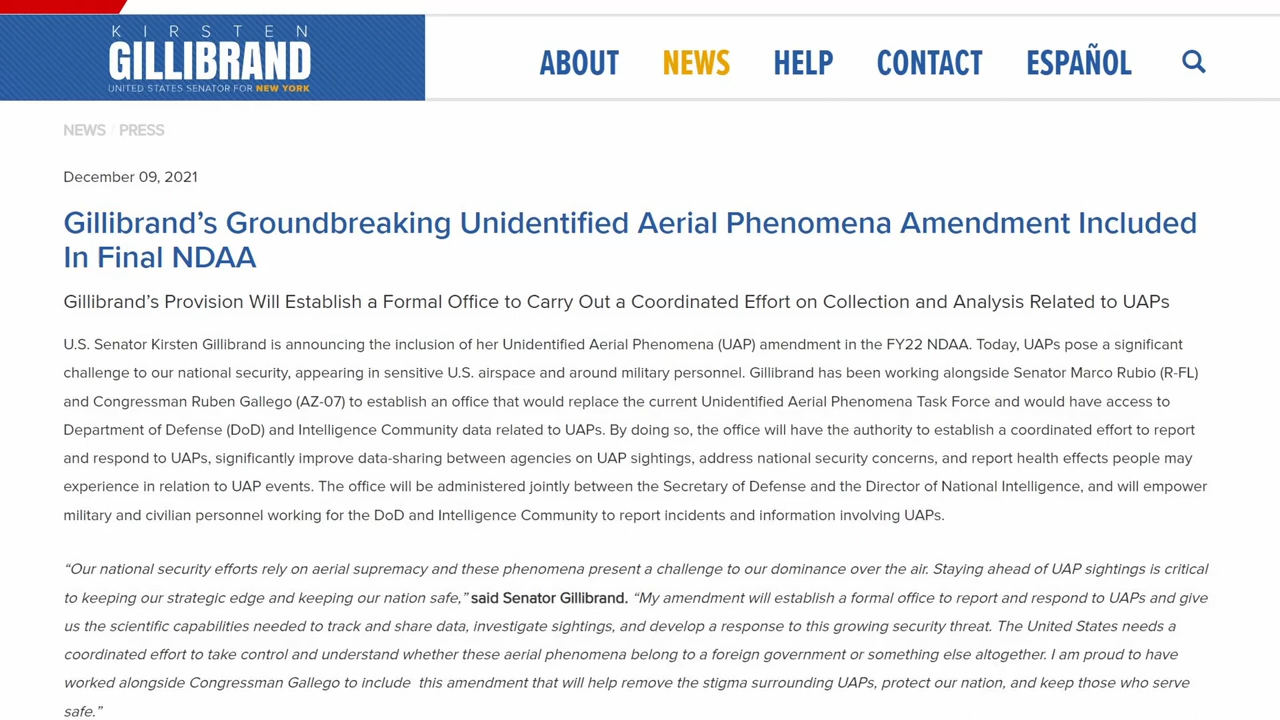 KIRSTEN
GILLIBRAND
UNITED STATES SENATOR FOR NEW YORK
ABOUT NEWS HELP CONTACT ESPAÑOL
NEWS / PRESS
December 09, 2021
Gillibrand’s Groundbreaking Unidentified Aerial Phenomena Amendment Included
In Final NDAA
Gillibrand’s Provision Will Establish a Formal Office to Carry Out a Coordinated Effort on Collection and Analysis Related to UAPs
U.S. Senator Kirsten Gillibrand is announcing the inclusion of her Unidentified Aerial Phenomena (UAP) amendment in the FY22 NDAA. Today, UAPs pose a significant
challenge to our national security, appearing in sensitive U.S. airspace and around military personnel. Gillibrand has been working alongside Senator Marco Rubio (R-FL)
and Congressman Ruben Gallego (AZ-07) to establish an office that would replace the current Unidentified Aerial Phenomena Task Force and would have access to
Department of Defense (DoD) and Intelligence Community data related to UAPs. By doing so, the office will have the authority to establish a coordinated effort to report
and respond to UAPs, significantly improve data-sharing between agencies on UAP sightings, address national security concerns, and report health effects people may
experience in relation to UAP events. The office will be administered jointly between the Secretary of Defense and the Director of National Intelligence, and will empower
military and civilian personnel working for the DoD and Intelligence Community to report incidents and information involving UAPs.
“Our national security efforts rely on aerial supremacy and these phenomena present a challenge to our dominance over the air. Staying ahead of UAP sightings is critical
to keeping our strategic edge and keeping our nation safe,” said Senator Gillibrand. “My amendment will establish a formal office to report and respond to UAPs and give
us the scientific capabilities needed to track and share data, investigate sightings, and develop a response to this growing security threat. The United States needs a
coordinated effort to take control and understand whether these aerial phenomena belong to a foreign government or something else altogether. I am proud to have
worked alongside Congressman Gallego to include this amendment that will help remove the stigma surrounding UAPs, protect our nation, and keep those who serve
safe.”